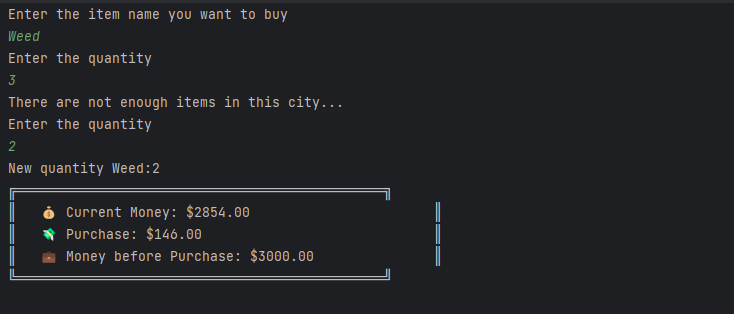 Enter the item name you want to buy
Weed
Enter the quantity
3
There are not enough items in this city...
Enter the quantity
2
New quantity Weed:2
💰 Current Money: $2854.00
💸 Purchase: $146.00
💼 Money before Purchase: $3000.00